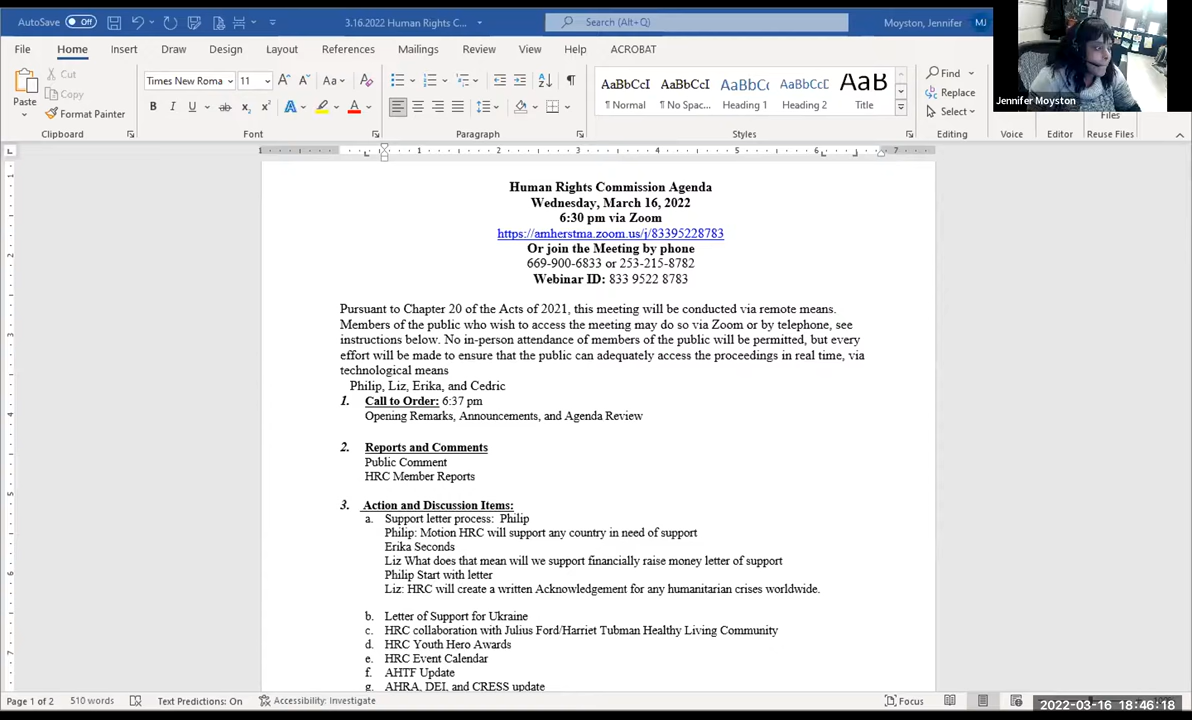 AutoSave Off 3.16.2022 Human Rights C... Search (Alt+Q) Moyston, Jennifer MJ
File Home Insert Draw Design Layout References Mailings Review View Help ACROBAT
Paste Cut Copy Format Painter
Times New Roma 11
AaBbCcI AaBbCcI AaBbCc AaBbCcD AaB
¶ Normal ¶ No Spac... Heading 1 Heading 2 Title
Find Replace Select
Files
Clipboard Font Paragraph Styles Editing Voice Editor Reuse Files
Jennifer Moyston
Human Rights Commission Agenda
Wednesday, March 16, 2022
6:30 pm via Zoom
https://amherstma.zoom.us/j/83395228783
Or join the Meeting by phone
669-900-6833 or 253-215-8782
Webinar ID: 833 9522 8783
Pursuant to Chapter 20 of the Acts of 2021, this meeting will be conducted via remote means.
Members of the public who wish to access the meeting may do so via Zoom or by telephone, see
instructions below. No in-person attendance of members of the public will be permitted, but every
effort will be made to ensure that the public can adequately access the proceedings in real time, via
technological means
Philip, Liz, Erika, and Cedric
1. Call to Order: 6:37 pm
Opening Remarks, Announcements, and Agenda Review
2. Reports and Comments
Public Comment
HRC Member Reports
3. Action and Discussion Items:
a. Support letter process: Philip
Philip: Motion HRC will support any country in need of support
Erika Seconds
Liz What does that mean will we support financially raise money letter of support
Philip Start with letter
Liz: HRC will create a written Acknowledgement for any humanitarian crises worldwide.
b. Letter of Support for Ukraine
c. HRC collaboration with Julius Ford/Harriet Tubman Healthy Living Community
d. HRC Youth Hero Awards
e. HRC Event Calendar
f. AHTF Update
g. AHRA, DEI, and CRESS update
Page 1 of 2 510 words Text Predictions: On Accessibility: Investigate Focus
2022-03-16 18:46:18